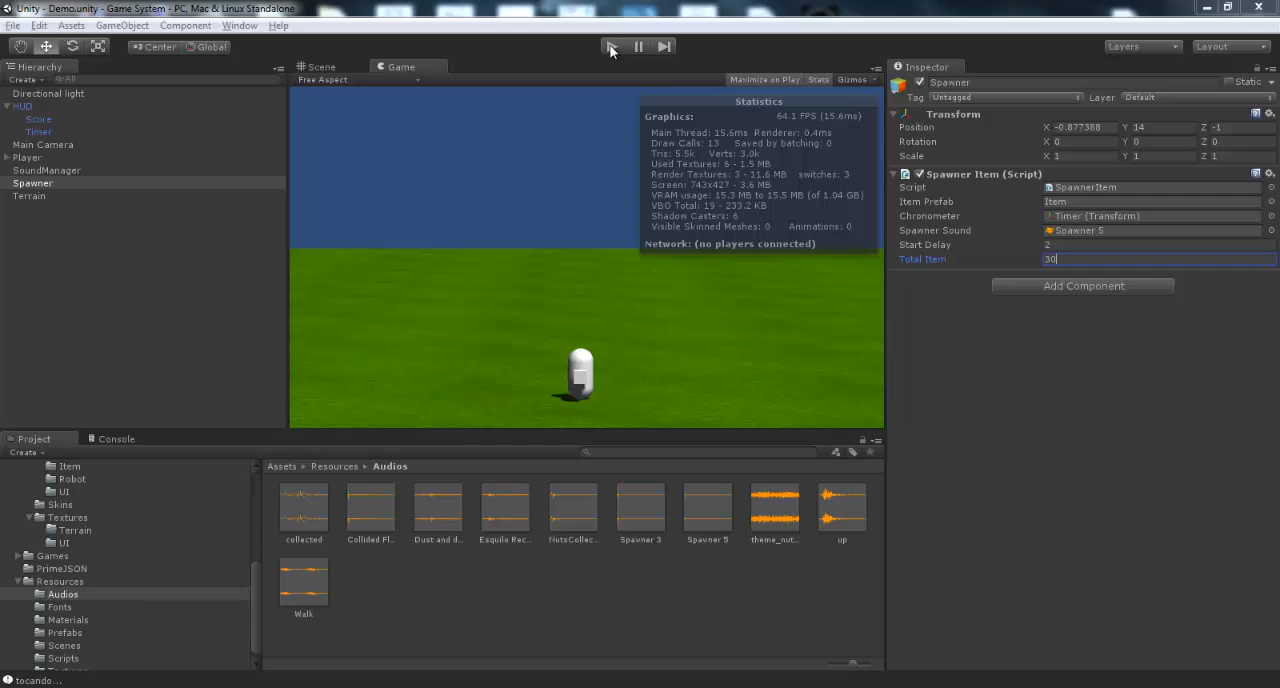 Unity - Demo.unity - Game System - PC, Mac & Linux Standalone
File Edit Assets GameObject Component Window Help
Center Global Layers Layout
Hierarchy
Create All
Directional light
HUD
Score
Timer
Main Camera
Player
SoundManager
Spawner
Terrain
Scene Game
Free Aspect Maximize on Play Stats Gizmos
Statistics
Graphics: 64.1 FPS (15.6ms)
Main Thread: 15.6ms Renderer: 0.4ms
Draw Calls: 13 Saved by batching: 0
Tris: 5.5k Verts: 3.0k
Used Textures: 6 - 1.5 MB
Render Textures: 3 - 11.6 MB switches: 3
Screen: 743x427 - 3.6 MB
VRAM usage: 15.3 MB to 15.5 MB (of 1.04 GB)
VBO Total: 19 - 233.2 KB
Shadow Casters: 6
Visible Skinned Meshes: 0 Animations: 0
Network: (no players connected)
Inspector
Spawner Static
Tag Untagged Layer Default
Transform
Position X -0.877388 Y 14 Z -1
Rotation X 0 Y 0 Z 0
Scale X 1 Y 1 Z 1
Spawner Item (Script)
Script SpawnerItem
Item Prefab Item
Chronometer Timer (Transform)
Spawner Sound Spawner 5
Start Delay 2
Total Item 30
Add Component
Project Console
Create
Item
Robot
UI
Skins
Textures
Terrain
UI
Games
PrimeJSON
Resources
Audios
Fonts
Materials
Prefabs
Scenes
Scripts
Assets Resources Audios
collected Collided Fl... Dust and d... Esquilo Rec... NutsCollec... Spawner 3 Spawner 5 theme_nut... up
Walk
tocando...